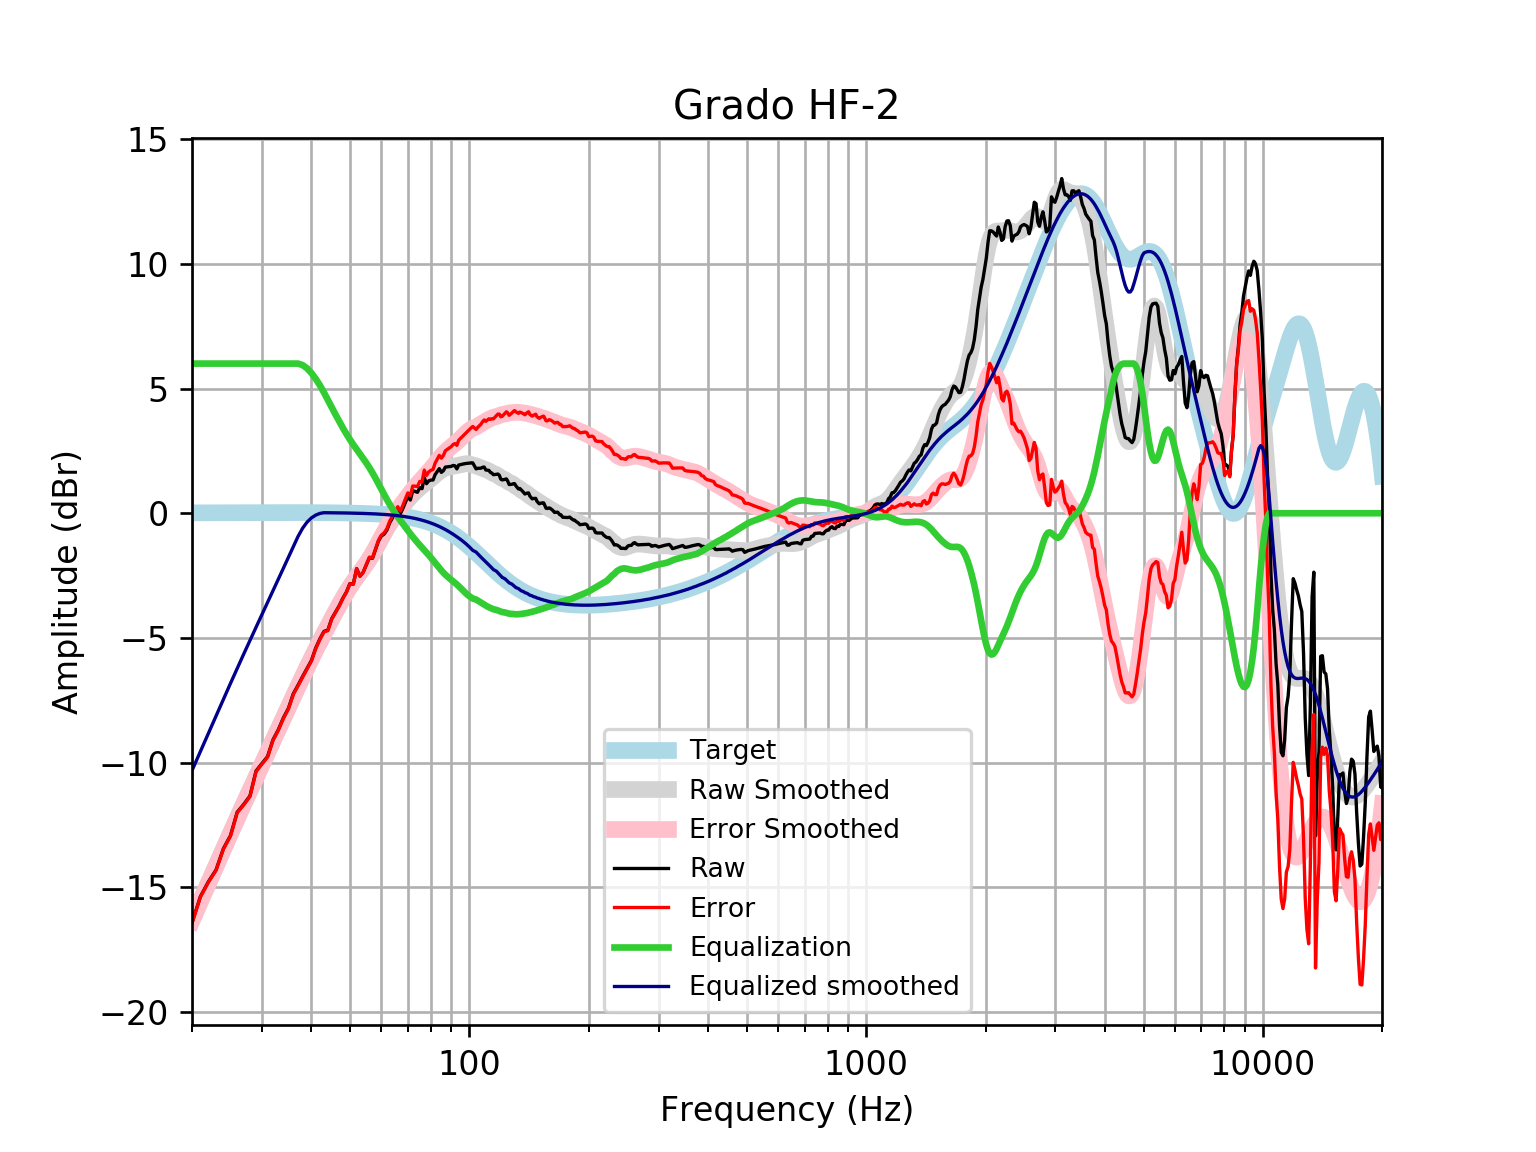 Grado HF-2
15
10
5
0
−5
−10
−15
−20
Amplitude (dBr)
Target
Raw Smoothed
Error Smoothed
Raw
Error
Equalization
Equalized smoothed
100
1000
10000
Frequency (Hz)